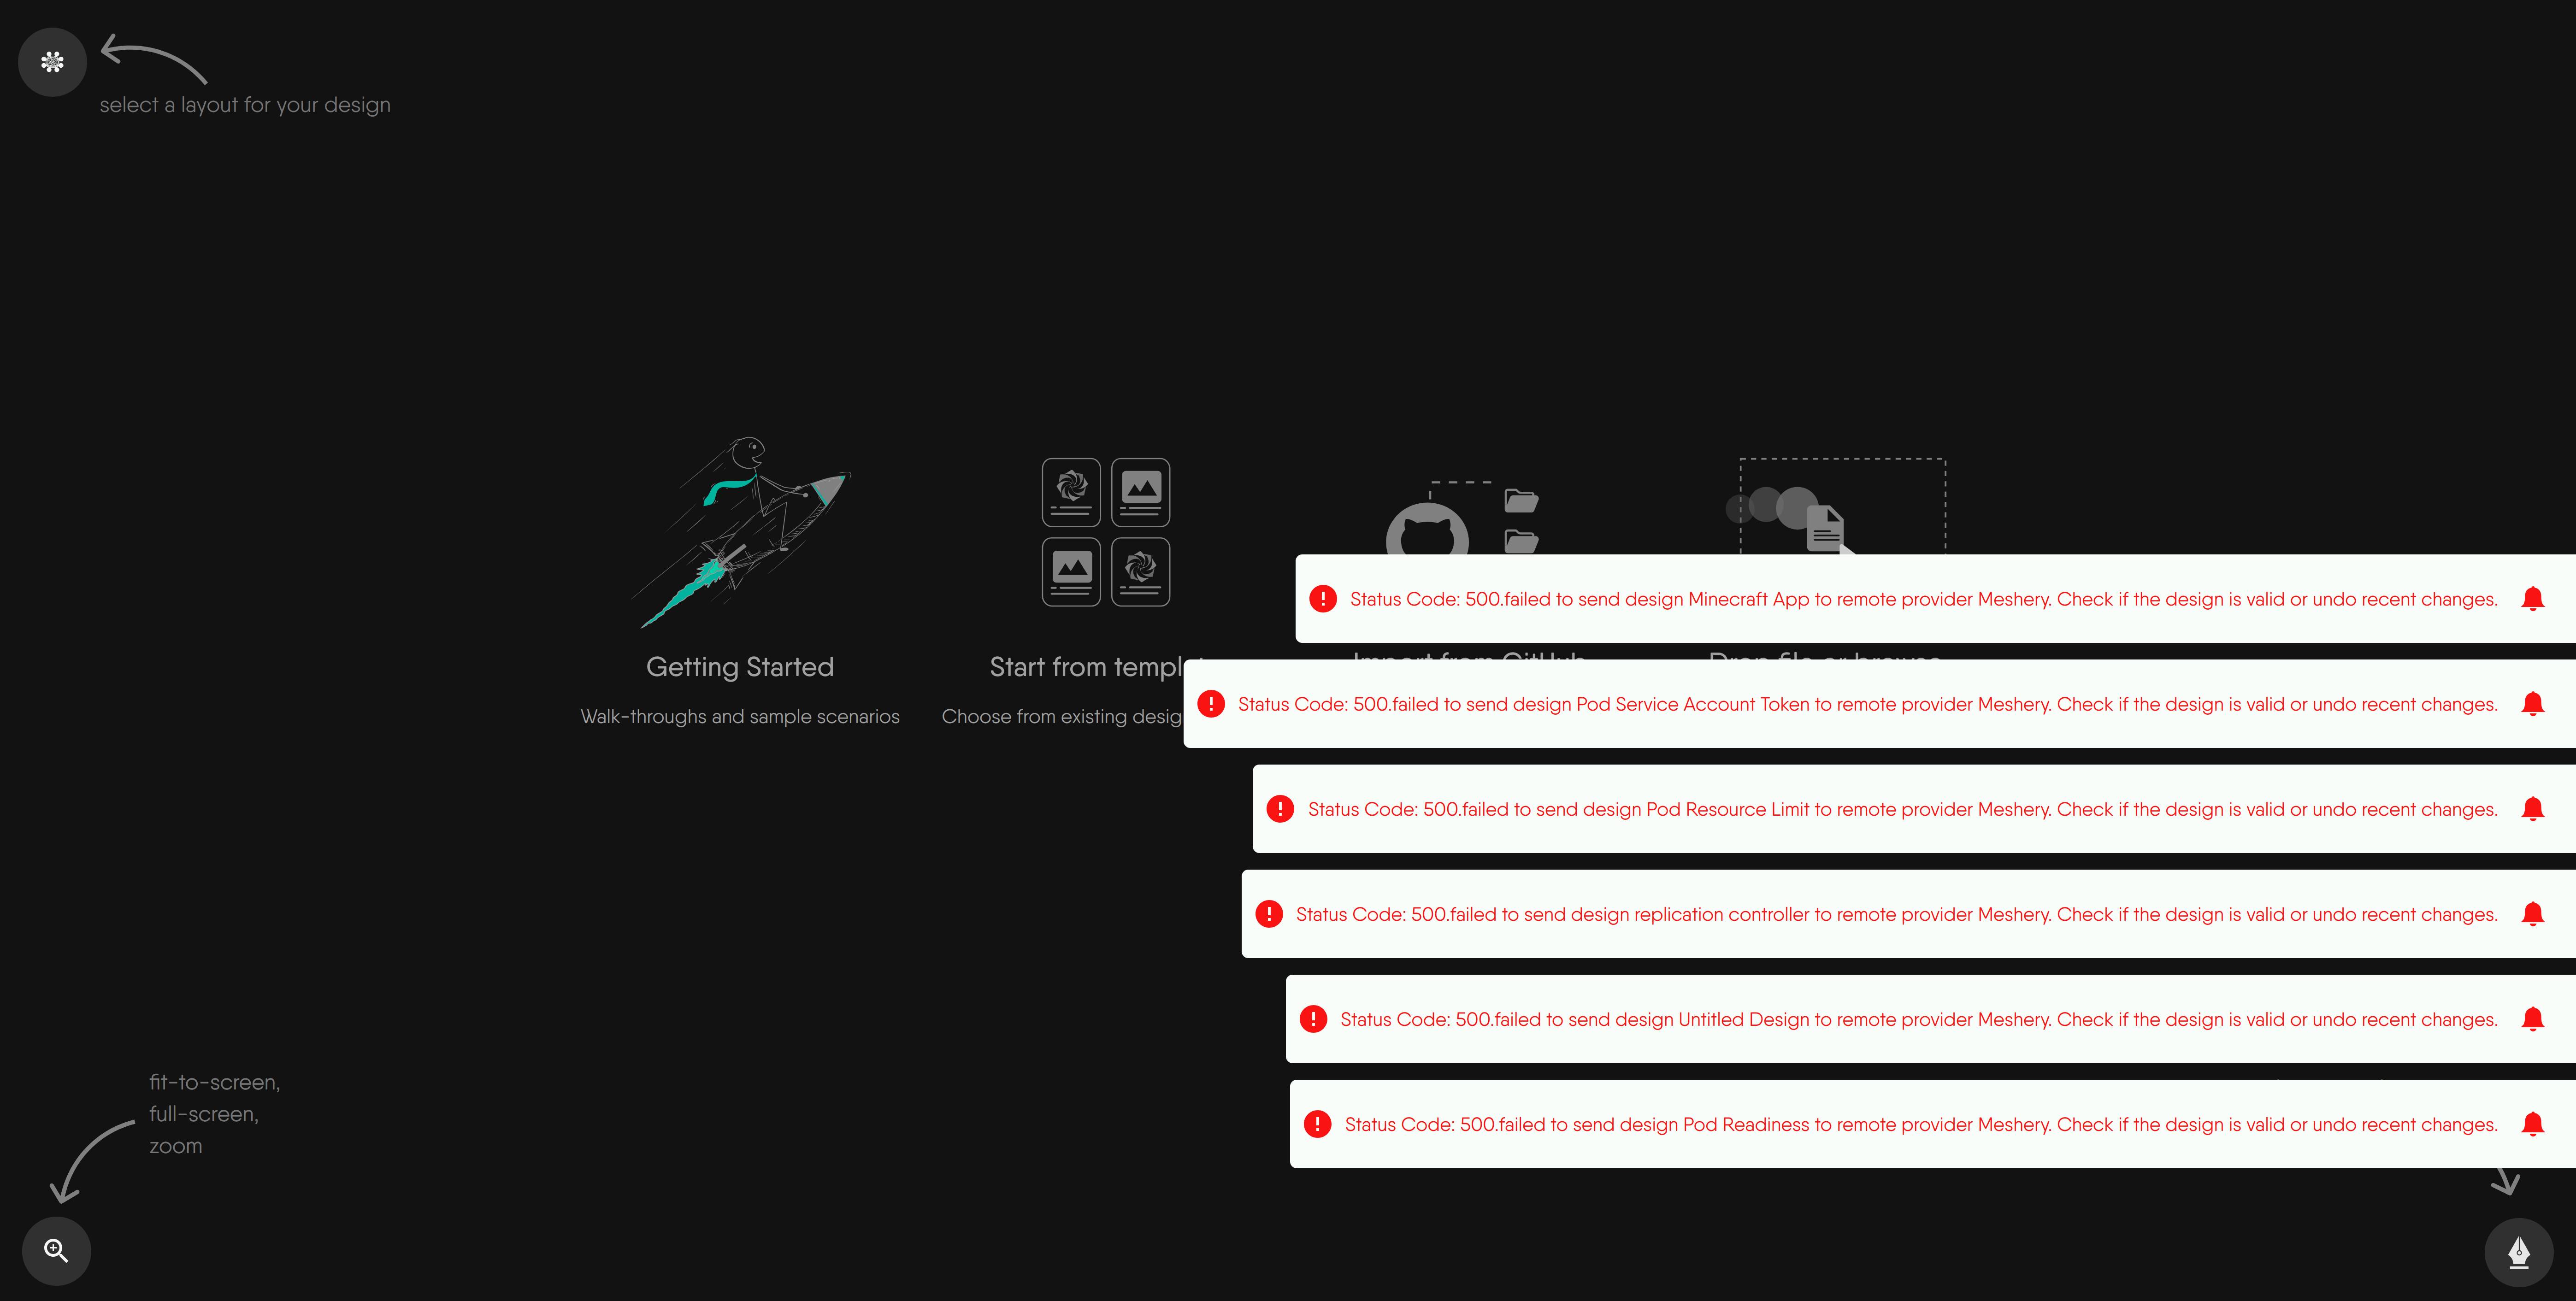 select a layout for your design
Getting Started
Walk-throughs and sample scenarios
Start from templ
Choose from existing desig
Import from GitHub
Drop file or browse
Status Code: 500.failed to send design Minecraft App to remote provider Meshery. Check if the design is valid or undo recent changes.
Status Code: 500.failed to send design Pod Service Account Token to remote provider Meshery. Check if the design is valid or undo recent changes.
Status Code: 500.failed to send design Pod Resource Limit to remote provider Meshery. Check if the design is valid or undo recent changes.
Status Code: 500.failed to send design replication controller to remote provider Meshery. Check if the design is valid or undo recent changes.
Status Code: 500.failed to send design Untitled Design to remote provider Meshery. Check if the design is valid or undo recent changes.
Status Code: 500.failed to send design Pod Readiness to remote provider Meshery. Check if the design is valid or undo recent changes.
fit-to-screen,
full-screen,
zoom